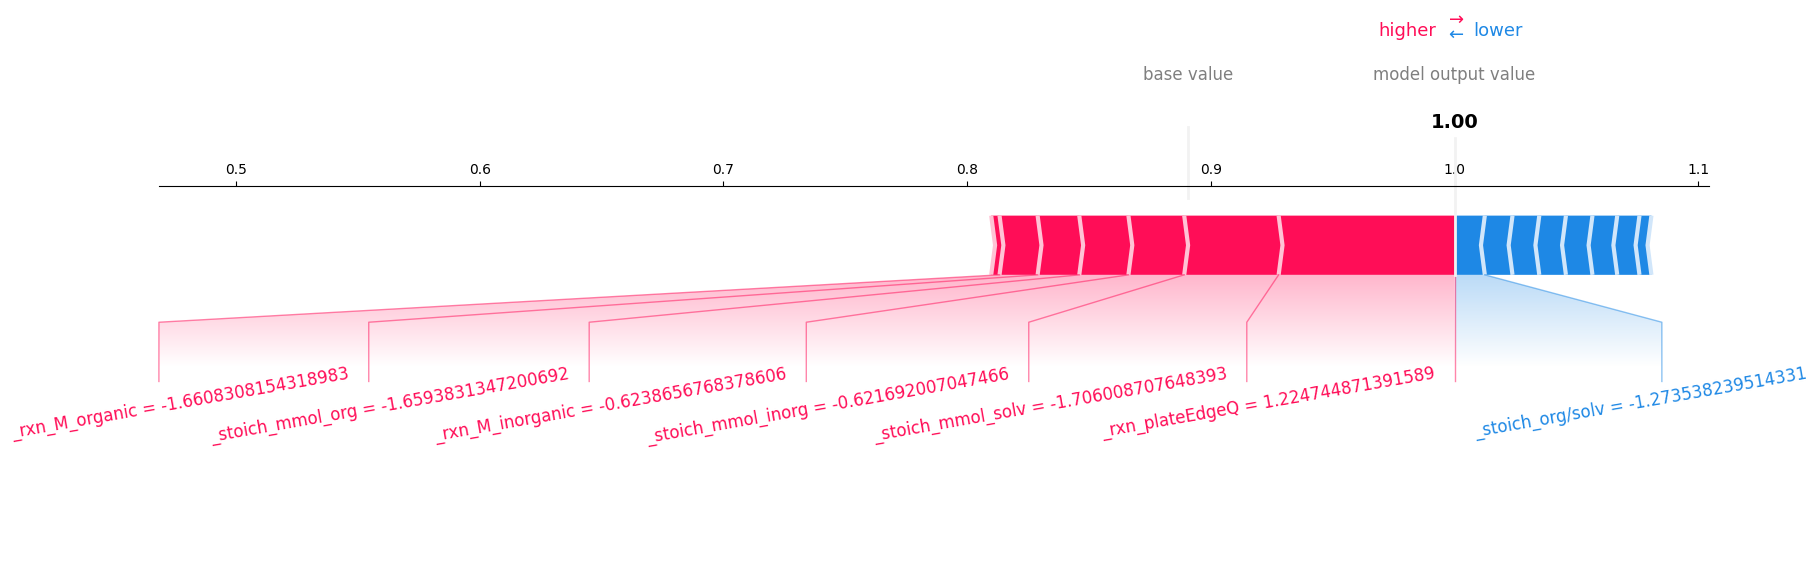 higher → ← lower
base value model output value
1.00
0.5 0.6 0.7 0.8 0.9 1.0 1.1
_rxn_M_organic = -1.6608308154318983
_stoich_mmol_org = -1.6593831347200692
_rxn_M_inorganic = -0.6238656768378606
_stoich_mmol_inorg = -0.621692007047466
_stoich_mmol_solv = -1.706008707648393
_rxn_plateEdgeQ = 1.224744871391589
_stoich_org/solv = -1.273538239514331